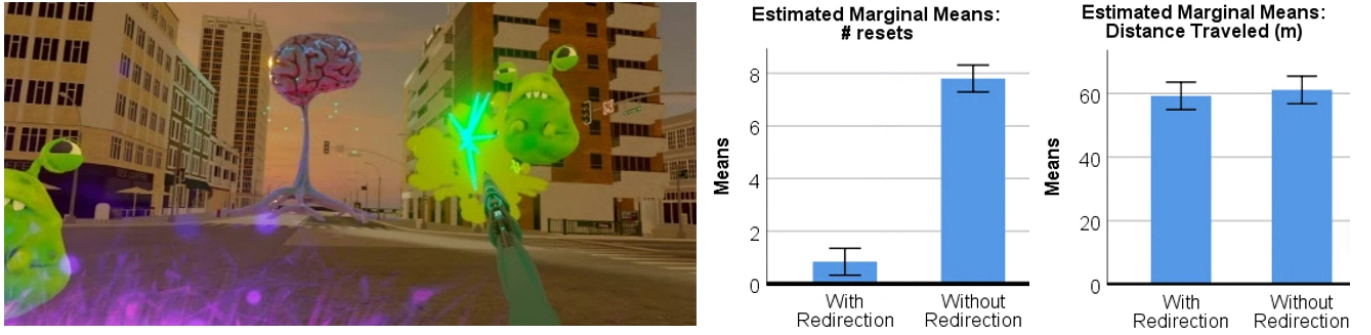 Estimated Marginal Means:
# resets
Means
8
6
4
2
0
With
Redirection
Without
Redirection
Estimated Marginal Means:
Distance Traveled (m)
Means
60
40
20
0
With
Redirection
Without
Redirection